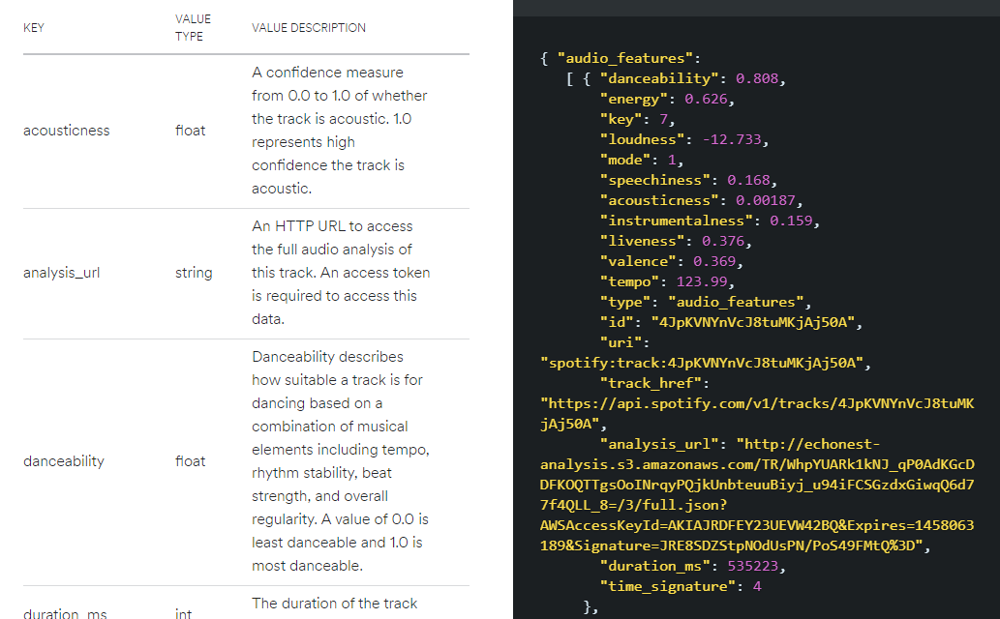 KEY
VALUE
TYPE
VALUE DESCRIPTION
acousticness
float
A confidence measure
from 0.0 to 1.0 of whether
the track is acoustic. 1.0
represents high
confidence the track is
acoustic.
analysis_url
string
An HTTP URL to access
the full audio analysis of
this track. An access token
is required to access this
data.
danceability
float
Danceability describes
how suitable a track is for
dancing based on a
combination of musical
elements including tempo,
rhythm stability, beat
strength, and overall
regularity. A value of 0.0 is
least danceable and 1.0 is
most danceable.
duration_ms
int
The duration of the track
{ "audio_features":
[ { "danceability": 0.808,
"energy": 0.626,
"key": 7,
"loudness": -12.733,
"mode": 1,
"speechiness": 0.168,
"acousticness": 0.00187,
"instrumentalness": 0.159,
"liveness": 0.376,
"valence": 0.369,
"tempo": 123.99,
"type": "audio_features",
"id": "4JpKVNYnVcJ8tuMKjAj50A",
"uri":
"spotify:track:4JpKVNYnVcJ8tuMKjAj50A",
"track_href":
"https://api.spotify.com/v1/tracks/4JpKVNYnVcJ8tuMK
jAj50A",
"analysis_url": "http://echonest-
analysis.s3.amazonaws.com/TR/WhpYUARk1kNJ_qP0AdKGcD
DFKOQTTgsOoINrqyPQjkUnbteuuBiyj_u94iFCSGzdxGiwqQ6d7
7f4QLL_8=/3/full.json?
AWSAccessKeyId=AKIAJRDFEY23UEVW42BQ&Expires=1458063
189&Signature=JRE8SDZStpNOdUsPN/PoS49FMtQ%3D",
"duration_ms": 535223,
"time_signature": 4
},